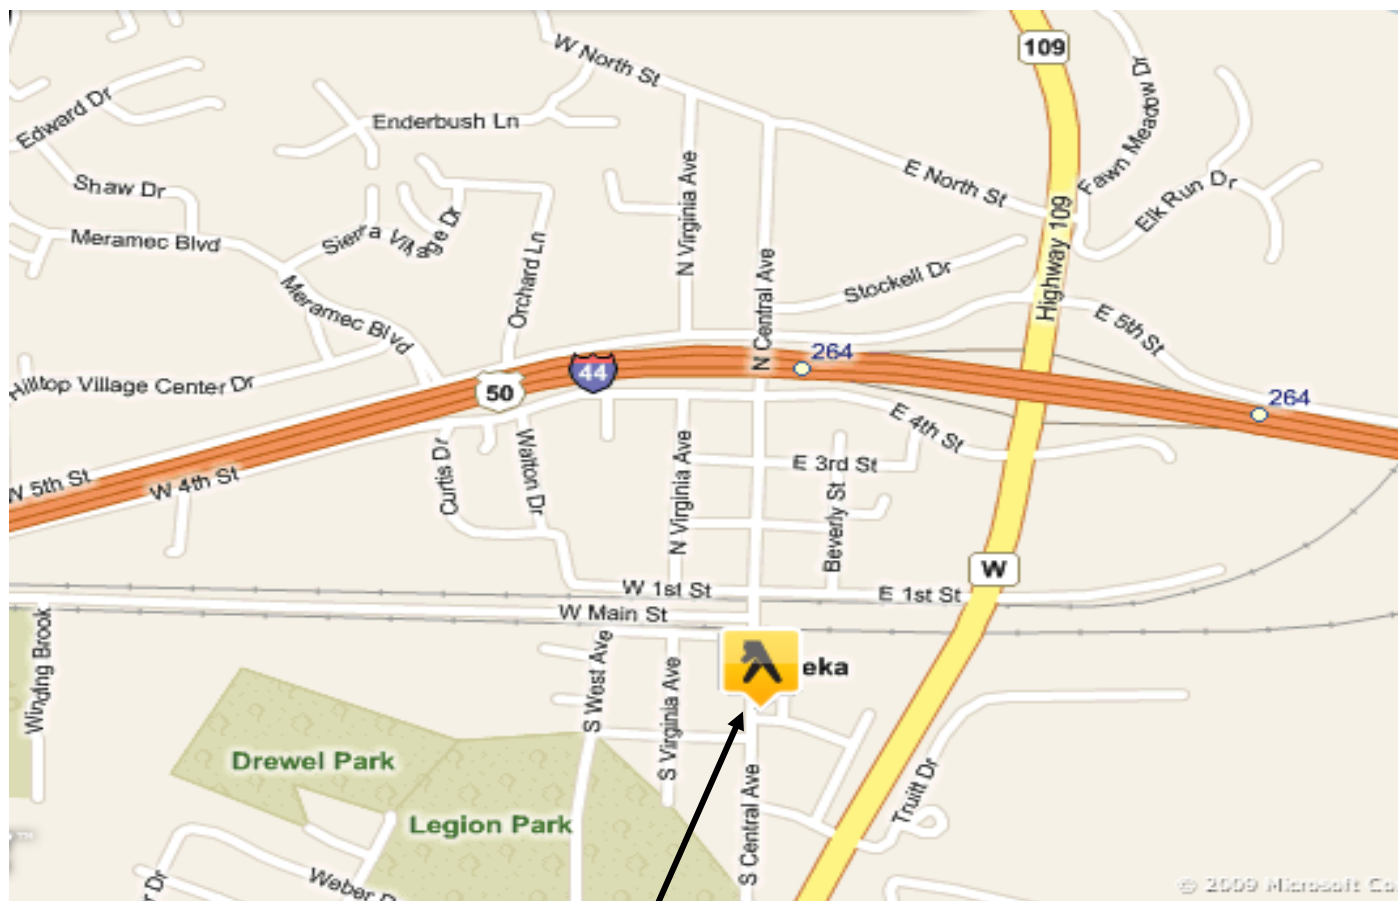 109
W North St
Edward Dr
Enderbush Ln
Fawn Meadow Dr
E North St
Shaw Dr
N Virginia Ave
Elk Run Dr
Meramec Blvd
Sierra Village Dr
Orchard Ln
N Central Ave
Highway 109
Stockell Dr
Meramec Blvd
E 5th St
264
44
50
Hilltop Village Center Dr
264
E 4th St
W 5th St
W 4th St
Curtis Dr
Walton Dr
N Virginia Ave
E 3rd St
Beverly St
W
W 1st St
E 1st St
W Main St
Winding Brook
S West Ave
S Virginia Ave
eka
Drewel Park
Legion Park
S Central Ave
Truitt Dr
Weber D
r Dr
™
© 2009 Microsoft Co